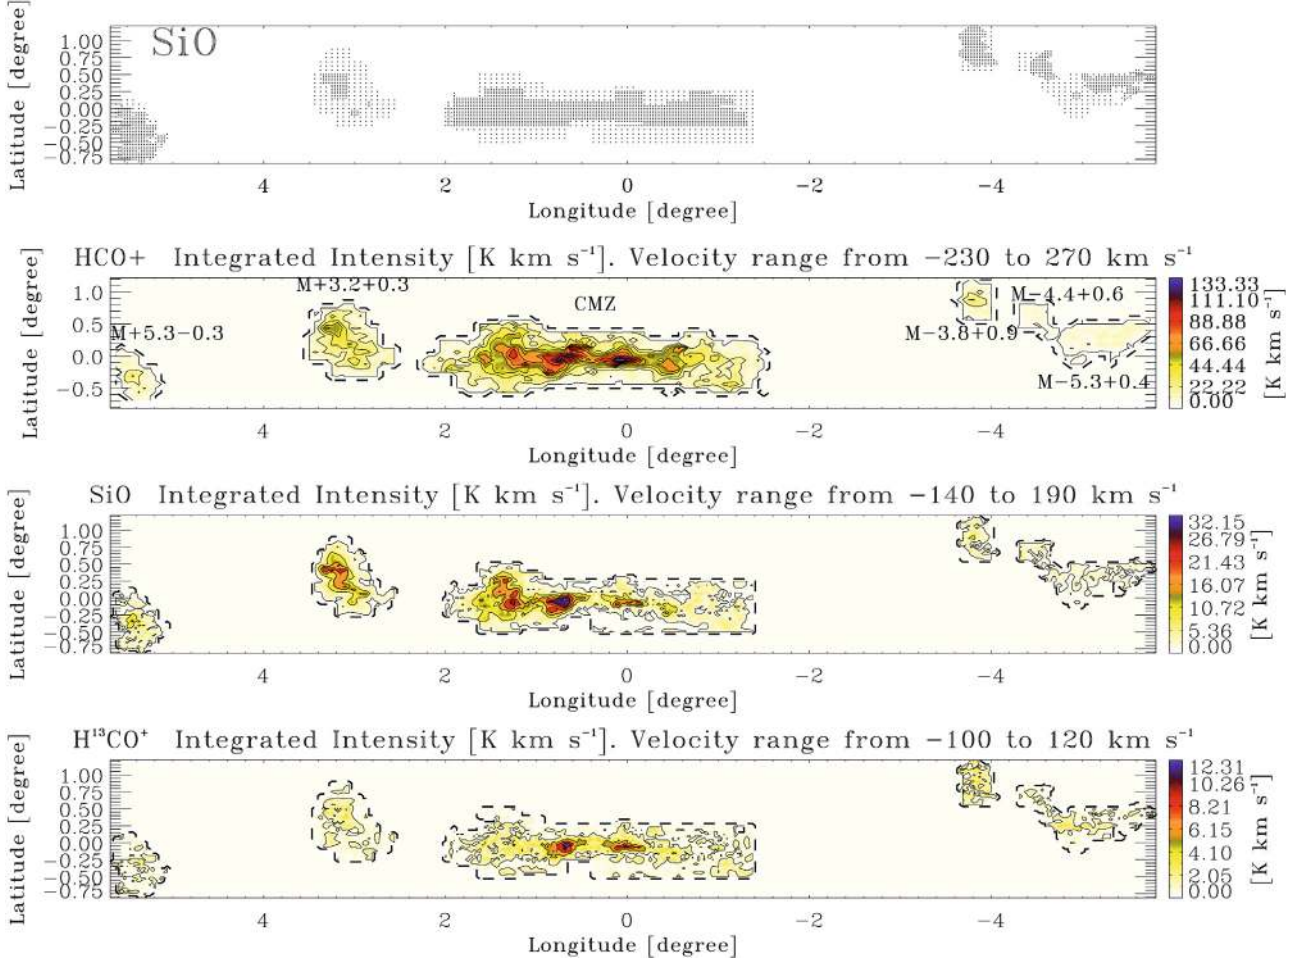 SiO
Latitude [degree]
1.00
0.75
0.50
0.25
0.00
−0.25
−0.50
−0.75
4 2 0 −2 −4
Longitude [degree]
HCO+ Integrated Intensity [K km s⁻¹]. Velocity range from −230 to 270 km s⁻¹
Latitude [degree]
1.0
0.5
0.0
−0.5
M+5.3−0.3
M+3.2+0.3
CMZ
M−3.8+0.9
M−4.4+0.6
M−5.3+0.4
133.33
111.10
88.88
66.66
44.44
22.22
0.00
[K km s⁻¹]
4 2 0 −2 −4
Longitude [degree]
SiO Integrated Intensity [K km s⁻¹]. Velocity range from −140 to 190 km s⁻¹
Latitude [degree]
1.00
0.75
0.50
0.25
0.00
−0.25
−0.50
−0.75
32.15
26.79
21.43
16.07
10.72
5.36
0.00
[K km s⁻¹]
4 2 0 −2 −4
Longitude [degree]
H¹³CO⁺ Integrated Intensity [K km s⁻¹]. Velocity range from −100 to 120 km s⁻¹
Latitude [degree]
1.00
0.75
0.50
0.25
0.00
−0.25
−0.50
−0.75
12.31
10.26
8.21
6.15
4.10
2.05
0.00
[K km s⁻¹]
4 2 0 −2 −4
Longitude [degree]